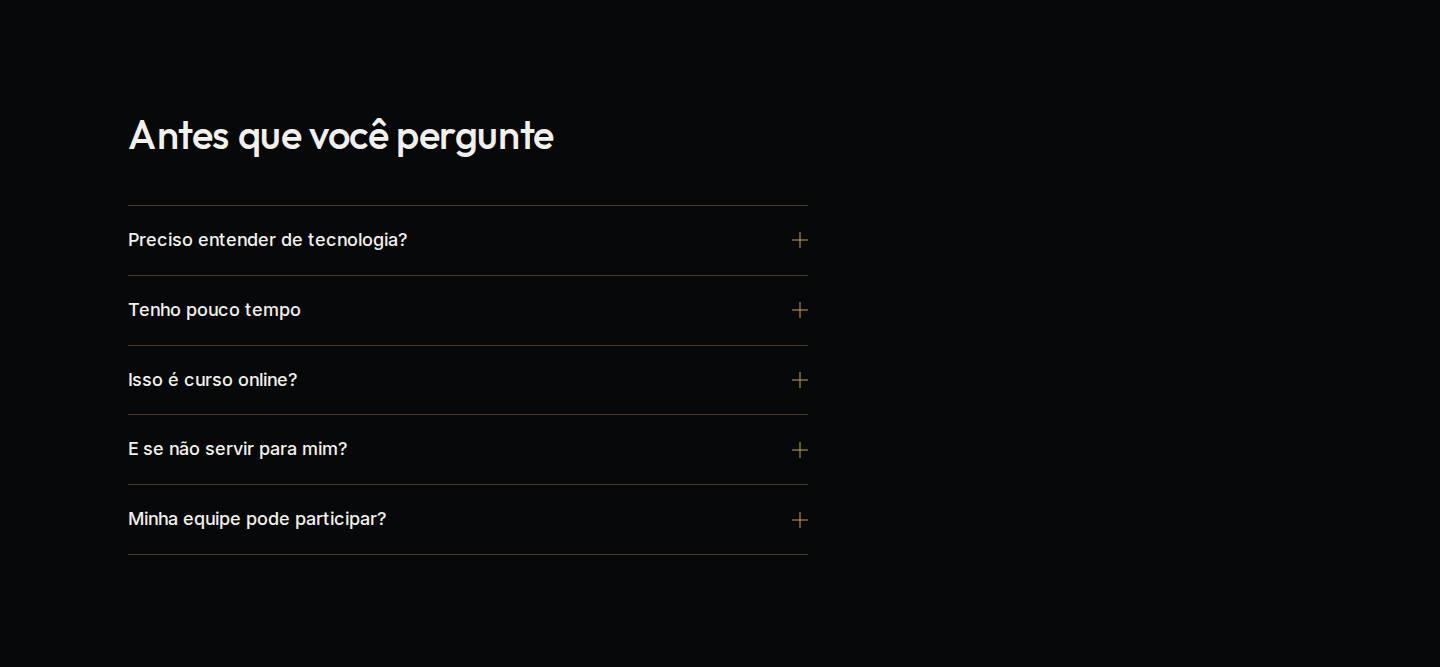 Antes que você pergunte
Preciso entender de tecnologia?
Tenho pouco tempo
Isso é curso online?
E se não servir para mim?
Minha equipe pode participar?